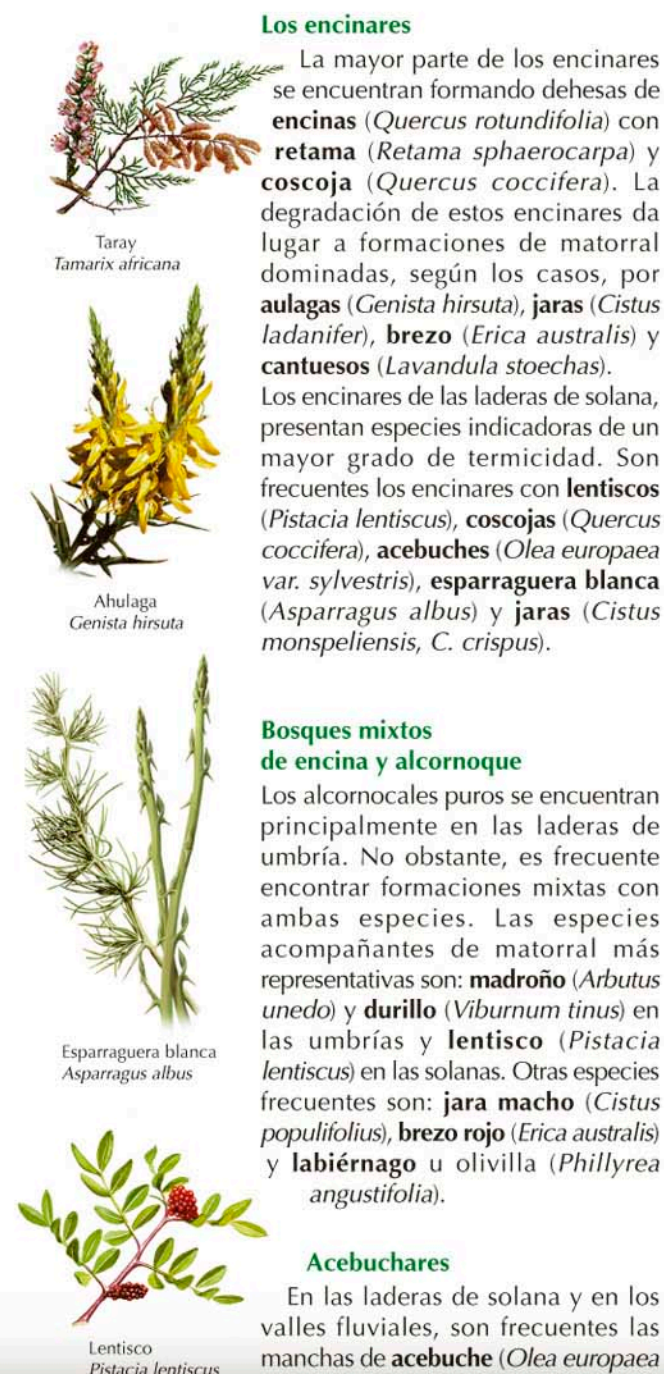 Los encinares
La mayor parte de los encinares
se encuentran formando dehesas de
encinas (Quercus rotundifolia) con
retama (Retama sphaerocarpa) y
coscoja (Quercus coccifera). La
degradación de estos encinares da
lugar a formaciones de matorral
dominadas, según los casos, por
aulagas (Genista hirsuta), jaras (Cistus
ladanifer), brezo (Erica australis) y
cantuesos (Lavandula stoechas).
Los encinares de las laderas de solana,
presentan especies indicadoras de un
mayor grado de termicidad. Son
frecuentes los encinares con lentiscos
(Pistacia lentiscus), coscojas (Quercus
coccifera), acebuches (Olea europaea
var. sylvestris), esparraguera blanca
(Asparragus albus) y jaras (Cistus
monspeliensis, C. crispus).
Bosques mixtos
de encina y alcornoque
Los alcornocales puros se encuentran
principalmente en las laderas de
umbría. No obstante, es frecuente
encontrar formaciones mixtas con
ambas especies. Las especies
acompañantes de matorral más
representativas son: madroño (Arbutus
unedo) y durillo (Viburnum tinus) en
las umbrías y lentisco (Pistacia
lentiscus) en las solanas. Otras especies
frecuentes son: jara macho (Cistus
populifolius), brezo rojo (Erica australis)
y labiérnago u olivilla (Phillyrea
angustifolia).
Acebuchares
En las laderas de solana y en los
valles fluviales, son frecuentes las
manchas de acebuche (Olea europaea
Taray
Tamarix africana
Ahulaga
Genista hirsuta
Esparraguera blanca
Asparragus albus
Lentisco
Pistacia lentiscus